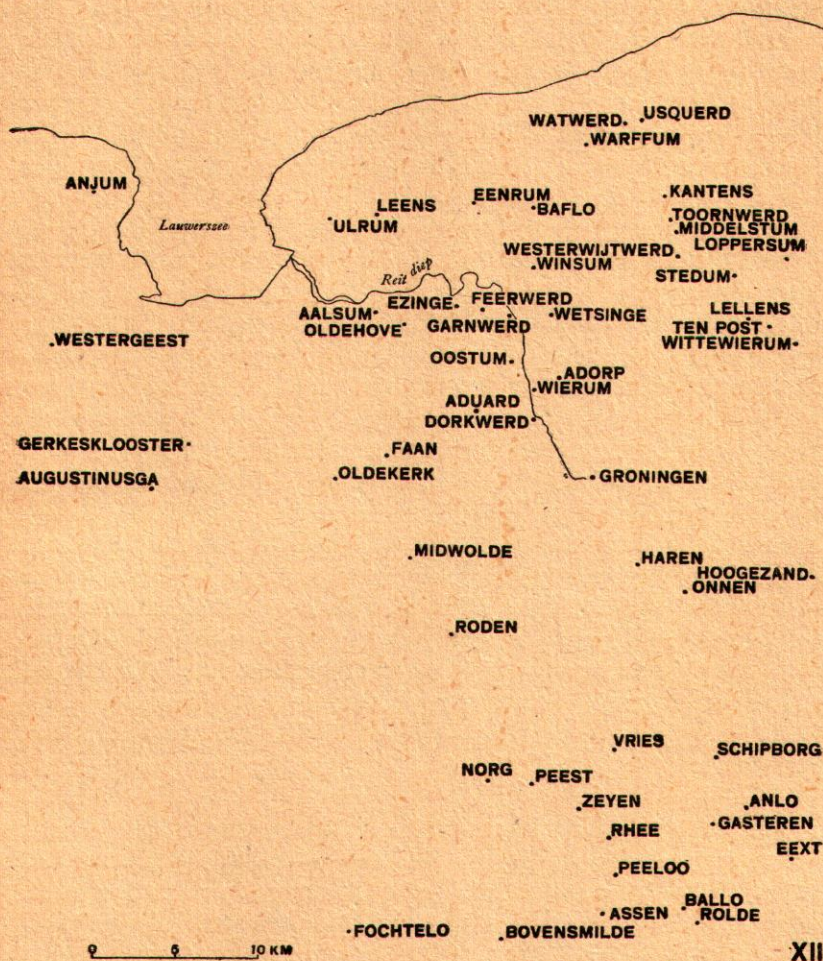 WATWERD
USQUERD
WARFFUM
ANJUM
LEENS
EENRUM
KANTENS
BAFLO
Lauwerszee
ULRUM
TOORNWERD
MIDDELSTUM
LOPPERSUM
WESTERWIJTWERD
WINSUM
Reitdiep
STEDUM
EZINGE
FEERWERD
AALSUM
WETSINGE
LELLENS
OLDEHOVE
GARNWERD
TEN POST
WESTERGEEST
WITTEWIERUM
OOSTUM
ADORP
WIERUM
ADUARD
DORKWERD
GERKESKLOOSTER
FAAN
AUGUSTINUSGA
OLDEKERK
GRONINGEN
MIDWOLDE
HAREN
HOOGEZAND
ONNEN
RODEN
VRIES
SCHIPBORG
NORG
PEEST
ZEYEN
ANLO
GASTEREN
RHEE
EEXT
PEELOO
BALLO
ASSEN
ROLDE
FOCHTELO
BOVENSMILDE
0 5 10 KM
XII